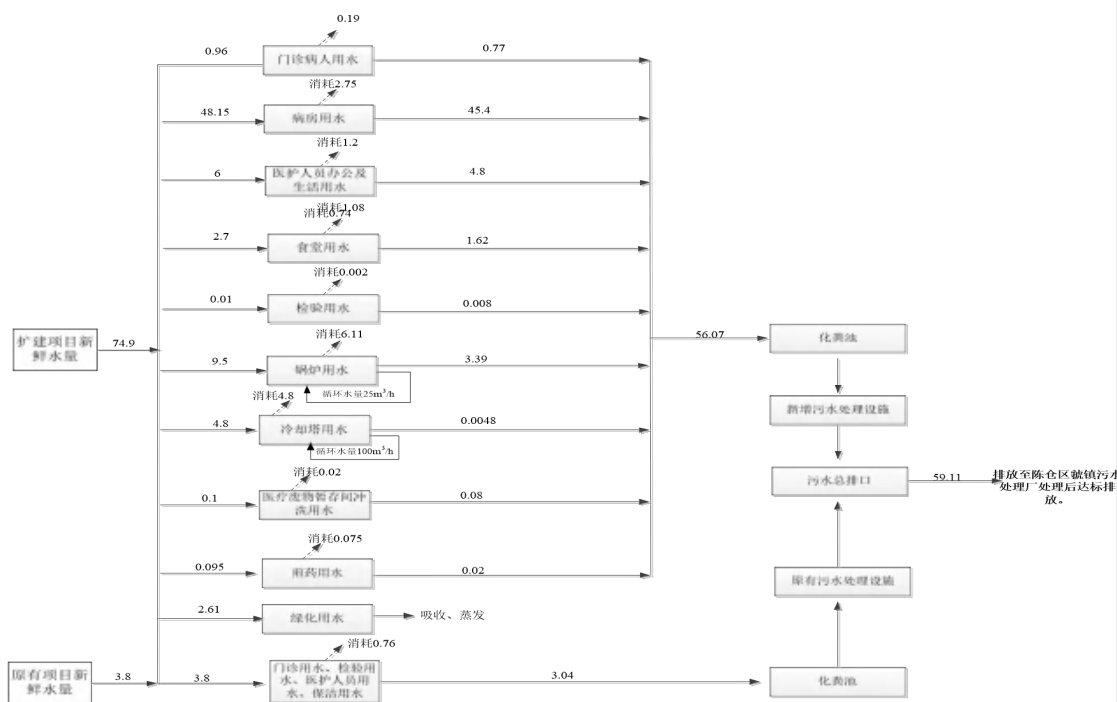 0.19
0.96
门诊病人用水
0.77
消耗2.75
48.15
病房用水
45.4
消耗1.2
6
医护人员办公及
生活用水
4.8
消耗1.08
消耗0.74
2.7
食堂用水
1.62
消耗0.002
0.01
检验用水
0.008
扩建项目新
鲜水量
74.9
消耗6.11
9.5
锅炉用水
3.39
循环水量25m³/h
56.07
化粪池
消耗4.8
4.8
冷却塔用水
0.0048
循环水量100m³/h
新增污水处理设施
消耗0.02
0.1
医疗废物暂存间冲
洗用水
0.08
污水总排口
59.11
排放至陈仓区虢镇污水
处理厂处理后达标排
放。
消耗0.075
0.095
煎药用水
0.02
原有污水处理设施
2.61
绿化用水
吸收、蒸发
消耗0.76
原有项目新
鲜水量
3.8
3.8
门诊用水、检验用
水、医护人员用
水、保洁用水
3.04
化粪池